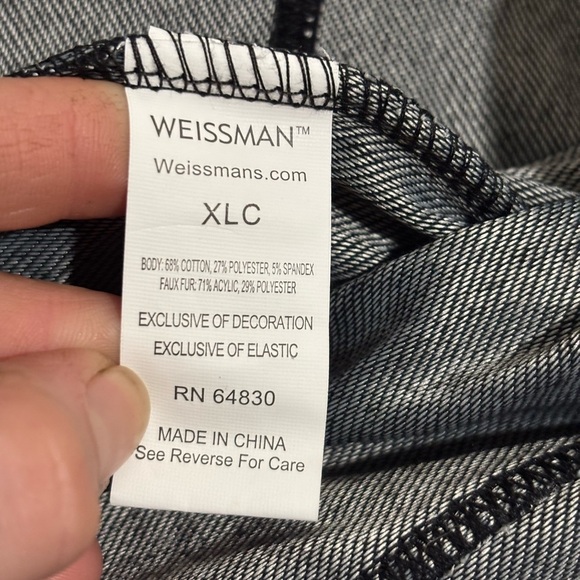 WEISSMAN™
Weissmans.com
XLC
BODY: 68% COTTON, 27% POLYESTER, 5% SPANDEX
FAUX FUR: 71% ACYLIC, 29% POLYESTER
EXCLUSIVE OF DECORATION
EXCLUSIVE OF ELASTIC
RN 64830
MADE IN CHINA
See Reverse For Care